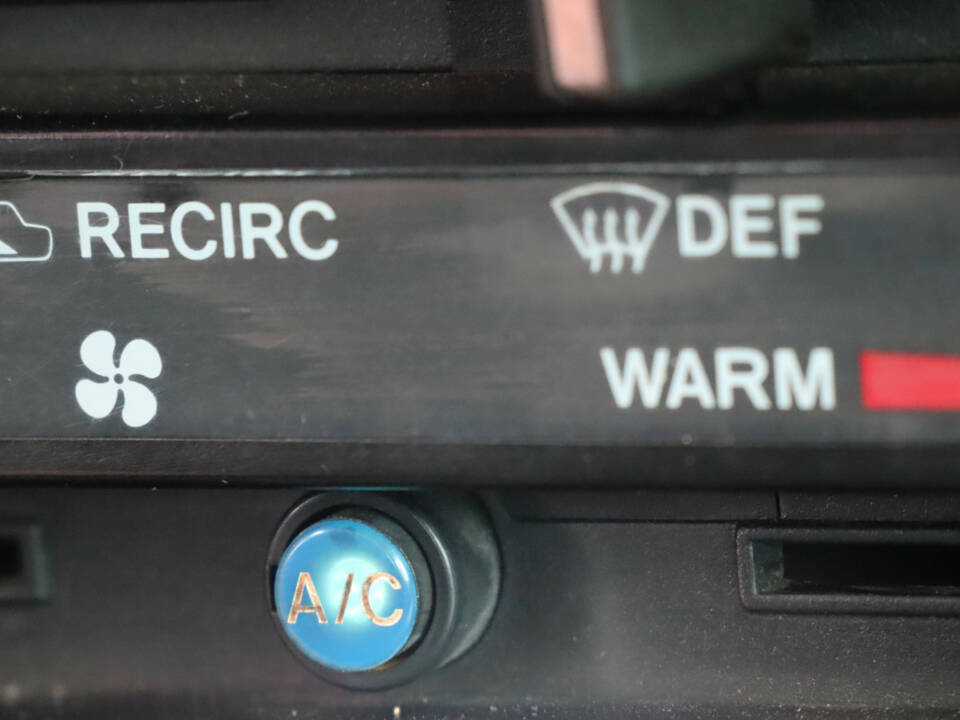 RECIRC DEF
WARM
A/C